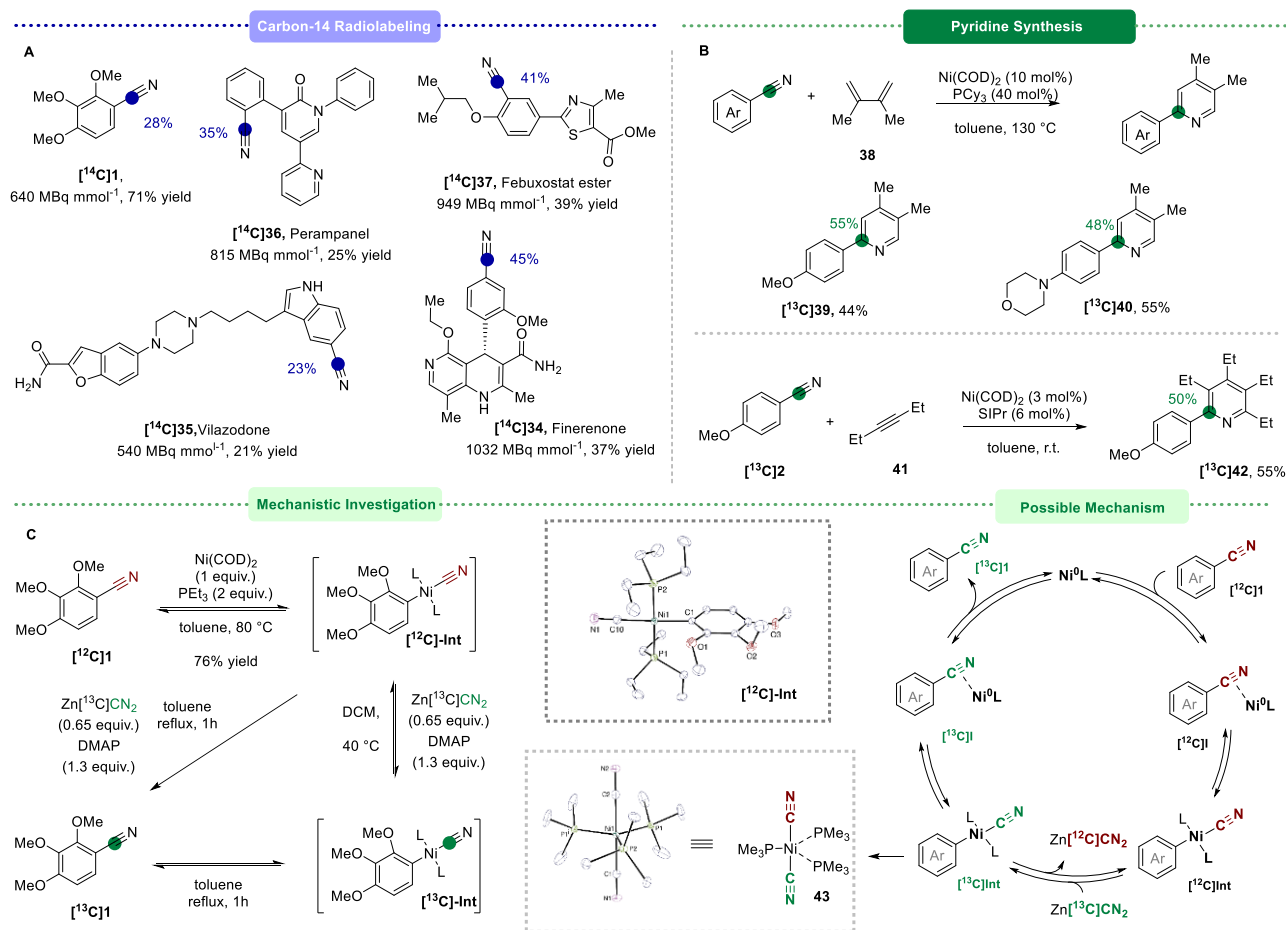 Carbon-14 Radiolabeling
A
OMe
MeO
MeO
N
28%
[¹⁴C]1,
640 MBq mmol⁻¹, 71% yield
O
N
35%
N
N
[¹⁴C]36, Perampanel
815 MBq mmol⁻¹, 25% yield
N
41%
Me
Me
O
N
Me
S
OMe
O
[¹⁴C]37, Febuxostat ester
949 MBq mmol⁻¹, 39% yield
NH
N
N
O
NH₂
O
23%
N
[¹⁴C]35,Vilazodone
540 MBq mmoˡ⁻¹, 21% yield
N
45%
Et
O
OMe
O
NH₂
N
Me
N
H
Me
[¹⁴C]34, Finerenone
1032 MBq mmol⁻¹, 37% yield
Pyridine Synthesis
B
N
Ar
+
Me
Me
38
Ni(COD)₂ (10 mol%)
PCy₃ (40 mol%)
toluene, 130 °C
Me
Me
N
Ar
Me
Me
55%
N
MeO
[¹³C]39, 44%
Me
Me
48%
N
N
O
[¹³C]40, 55%
N
MeO
[¹³C]2
+
Et
Et
41
Ni(COD)₂ (3 mol%)
SIPr (6 mol%)
toluene, r.t.
Et
Et
Et
50%
N
Et
MeO
[¹³C]42, 55%
Mechanistic Investigation
C
OMe
MeO
MeO
N
[¹²C]1
Ni(COD)₂
(1 equiv.)
PEt₃ (2 equiv.)
toluene, 80 °C
76% yield
MeO
MeO
MeO
L
Ni
L
N
[¹²C]-Int
Zn[¹³C]CN₂
(0.65 equiv.)
DMAP
(1.3 equiv.)
toluene
reflux, 1h
DCM,
40 °C
Zn[¹³C]CN₂
(0.65 equiv.)
DMAP
(1.3 equiv.)
OMe
MeO
MeO
N
[¹³C]1
toluene
reflux, 1h
MeO
MeO
MeO
L
Ni
L
N
[¹³C]-Int
P2
N1
C10
Ni1
C1
P1
O1
O2
O3
[¹²C]-Int
N2
C2
P1
Ni1
P1
P2
C1
N1
N
C
PMe₃
Me₃P
Ni
PMe₃
C
N
43
Possible Mechanism
Ar
C
N
[¹³C]1
Ni⁰L
Ar
C
N
[¹²C]1
Ar
C
N
Ni⁰L
[¹³C]I
Ar
C
N
Ni⁰L
[¹²C]I
Ar
L
Ni
C
N
L
[¹³C]Int
Zn[¹²C]CN₂
Zn[¹³C]CN₂
Ar
L
Ni
C
N
L
[¹²C]Int